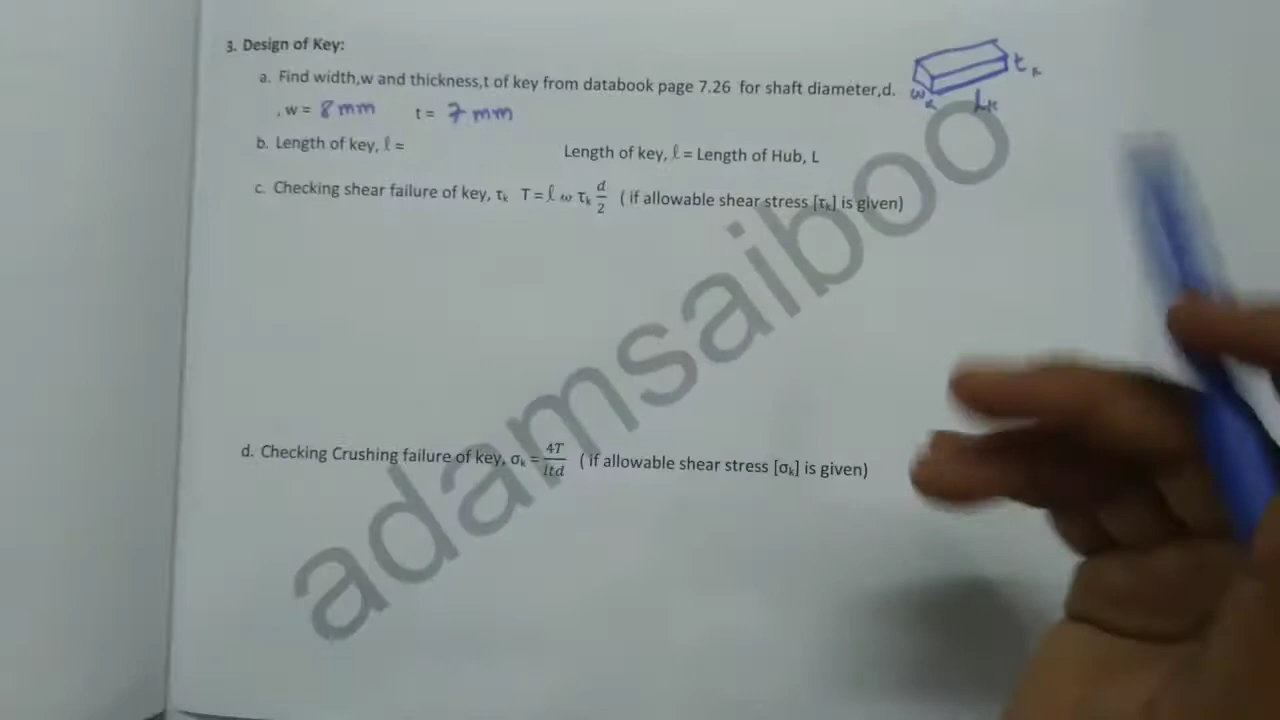 3. Design of Key:
a. Find width,w and thickness,t of key from databook page 7.26 for shaft diameter,d.
, w = 8 mm t = 7 mm
w k L k t k
b. Length of key, ℓ = Length of key, ℓ = Length of Hub, L
c. Checking shear failure of key, τk T = ℓ ω τk d/2 ( if allowable shear stress [τk] is given)
d. Checking Crushing failure of key, σk = 4T/ltd ( if allowable shear stress [σk] is given)
adamsaiboo